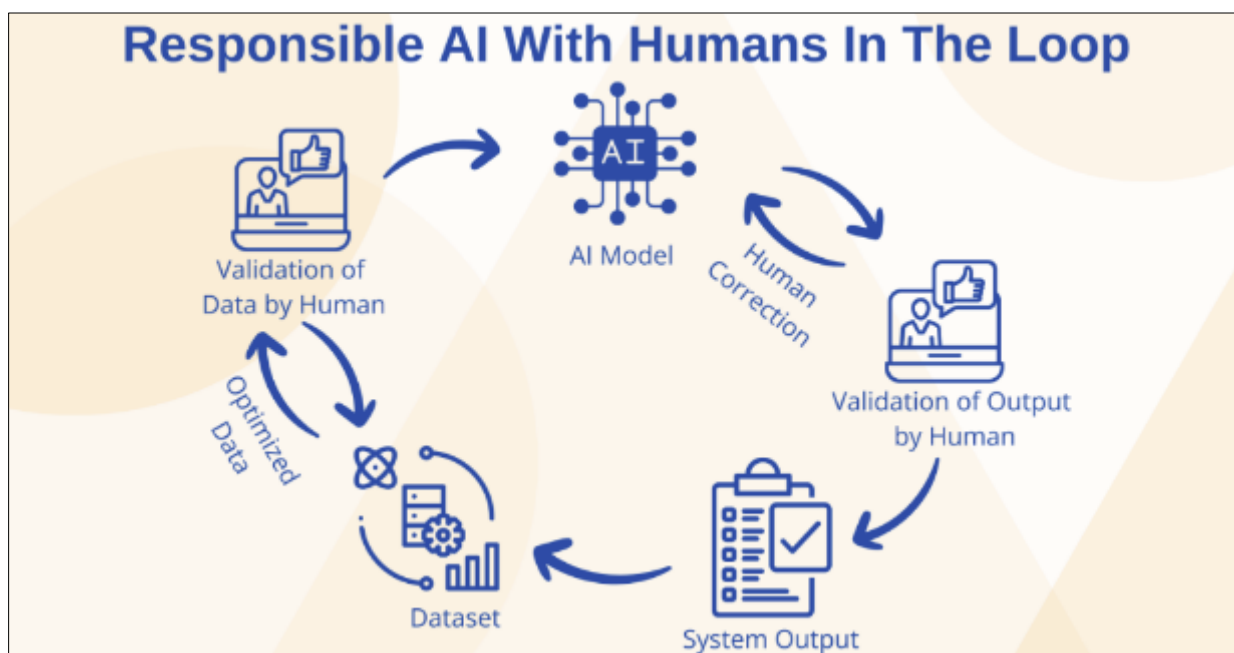 Responsible AI With Humans In The Loop
AI
AI Model
Validation of
Data by Human
Human
Correction
Validation of Output
by Human
Optimized
Data
Dataset
System Output